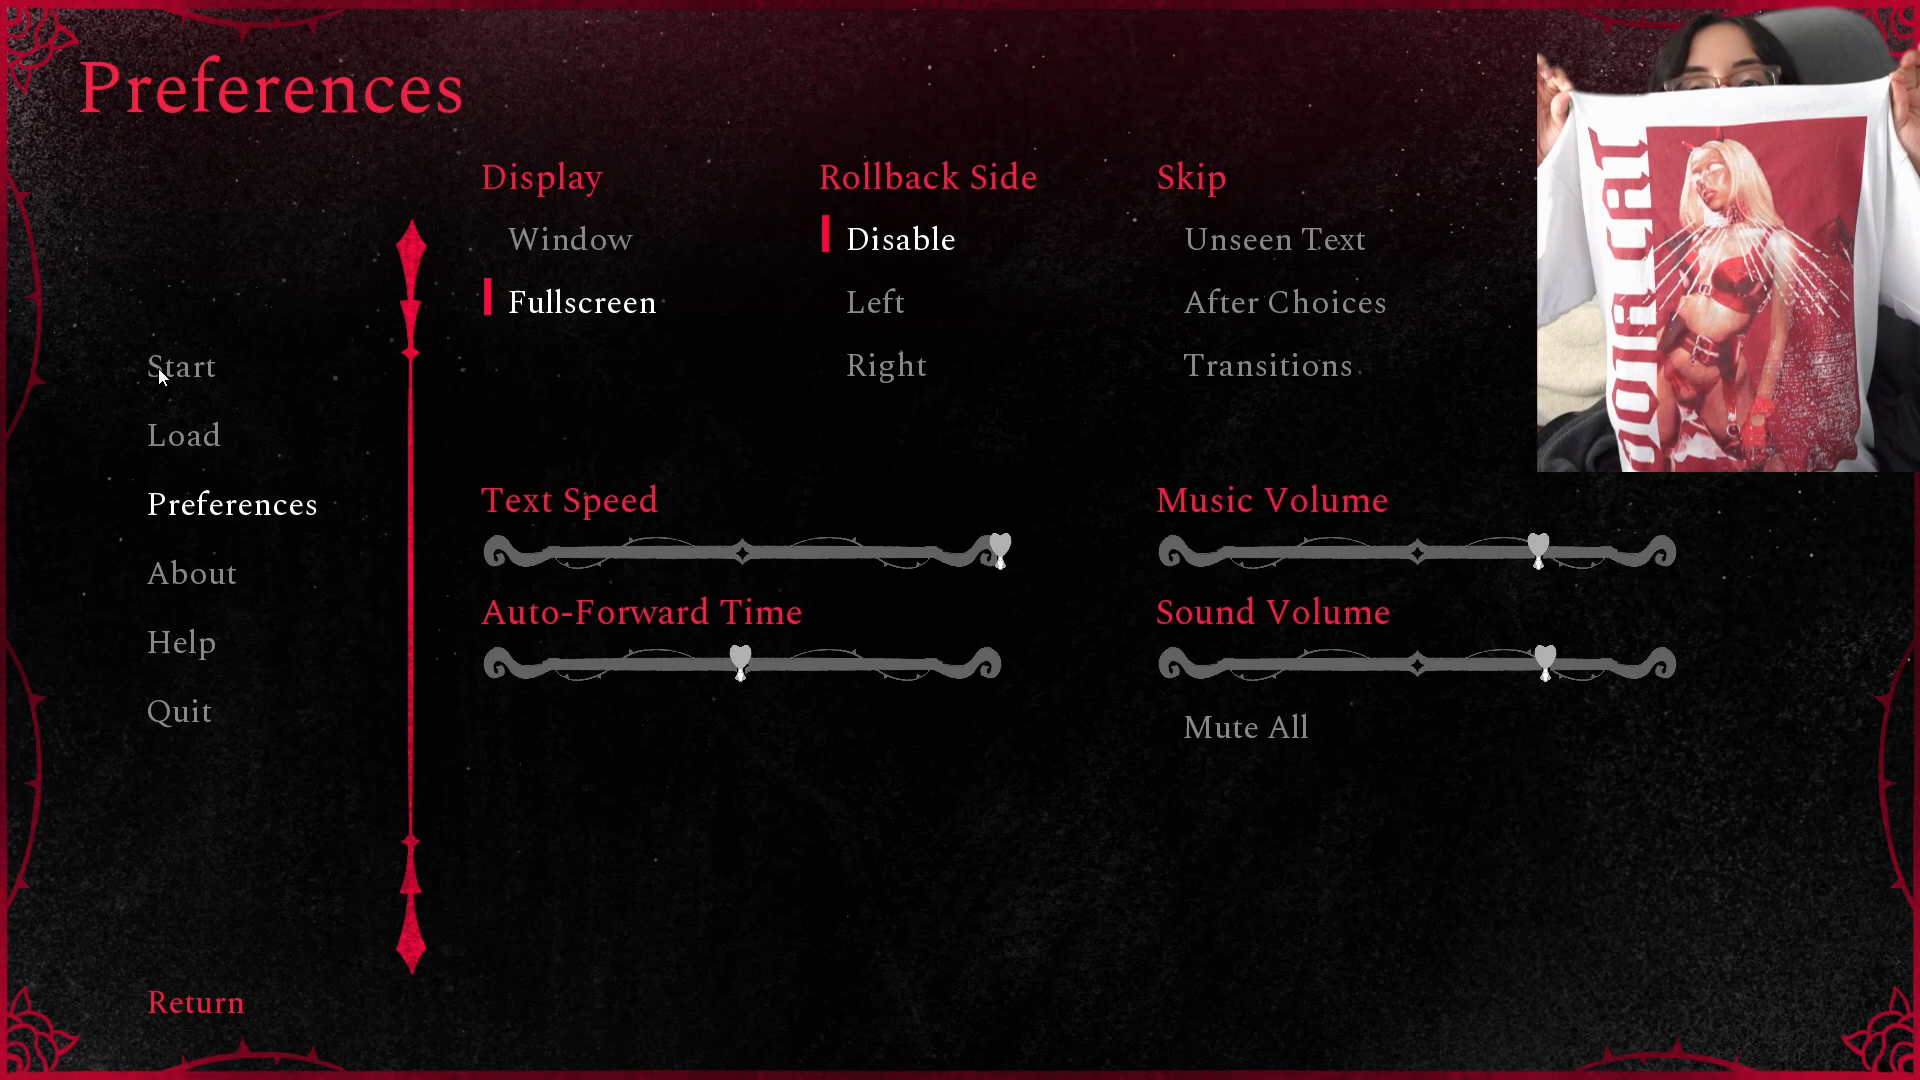 Preferences
Display
Window
Fullscreen
Rollback Side
Disable
Left
Right
Skip
Unseen Text
After Choices
Transitions
Start
Load
Preferences
About
Help
Quit
Text Speed
Auto-Forward Time
Music Volume
Sound Volume
Mute All
Return